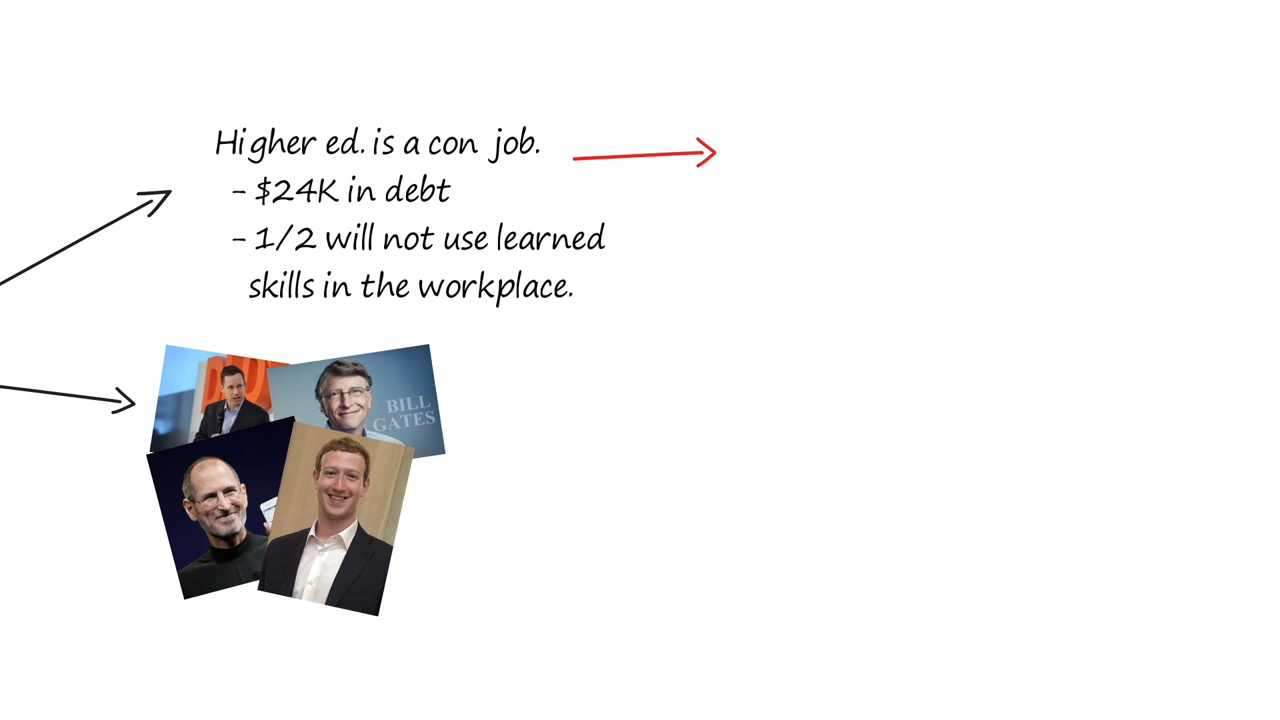 Higher ed. is a con job.
- $24K in debt
- 1/2 will not use learned
skills in the workplace.
BILL
GATES